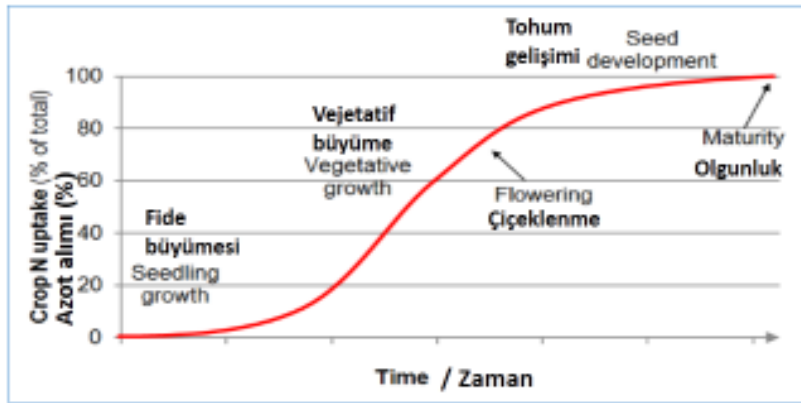 Tohum
gelişimi
Seed
development
Vejetatif
büyüme
Vegetative
growth
Fide
büyümesi
Seedling
growth
Flowering
Çiçeklenme
Maturity
Olgunluk
Crop N uptake (% of total)
Azot alımı (%)
100
80
60
40
20
0
Time / Zaman